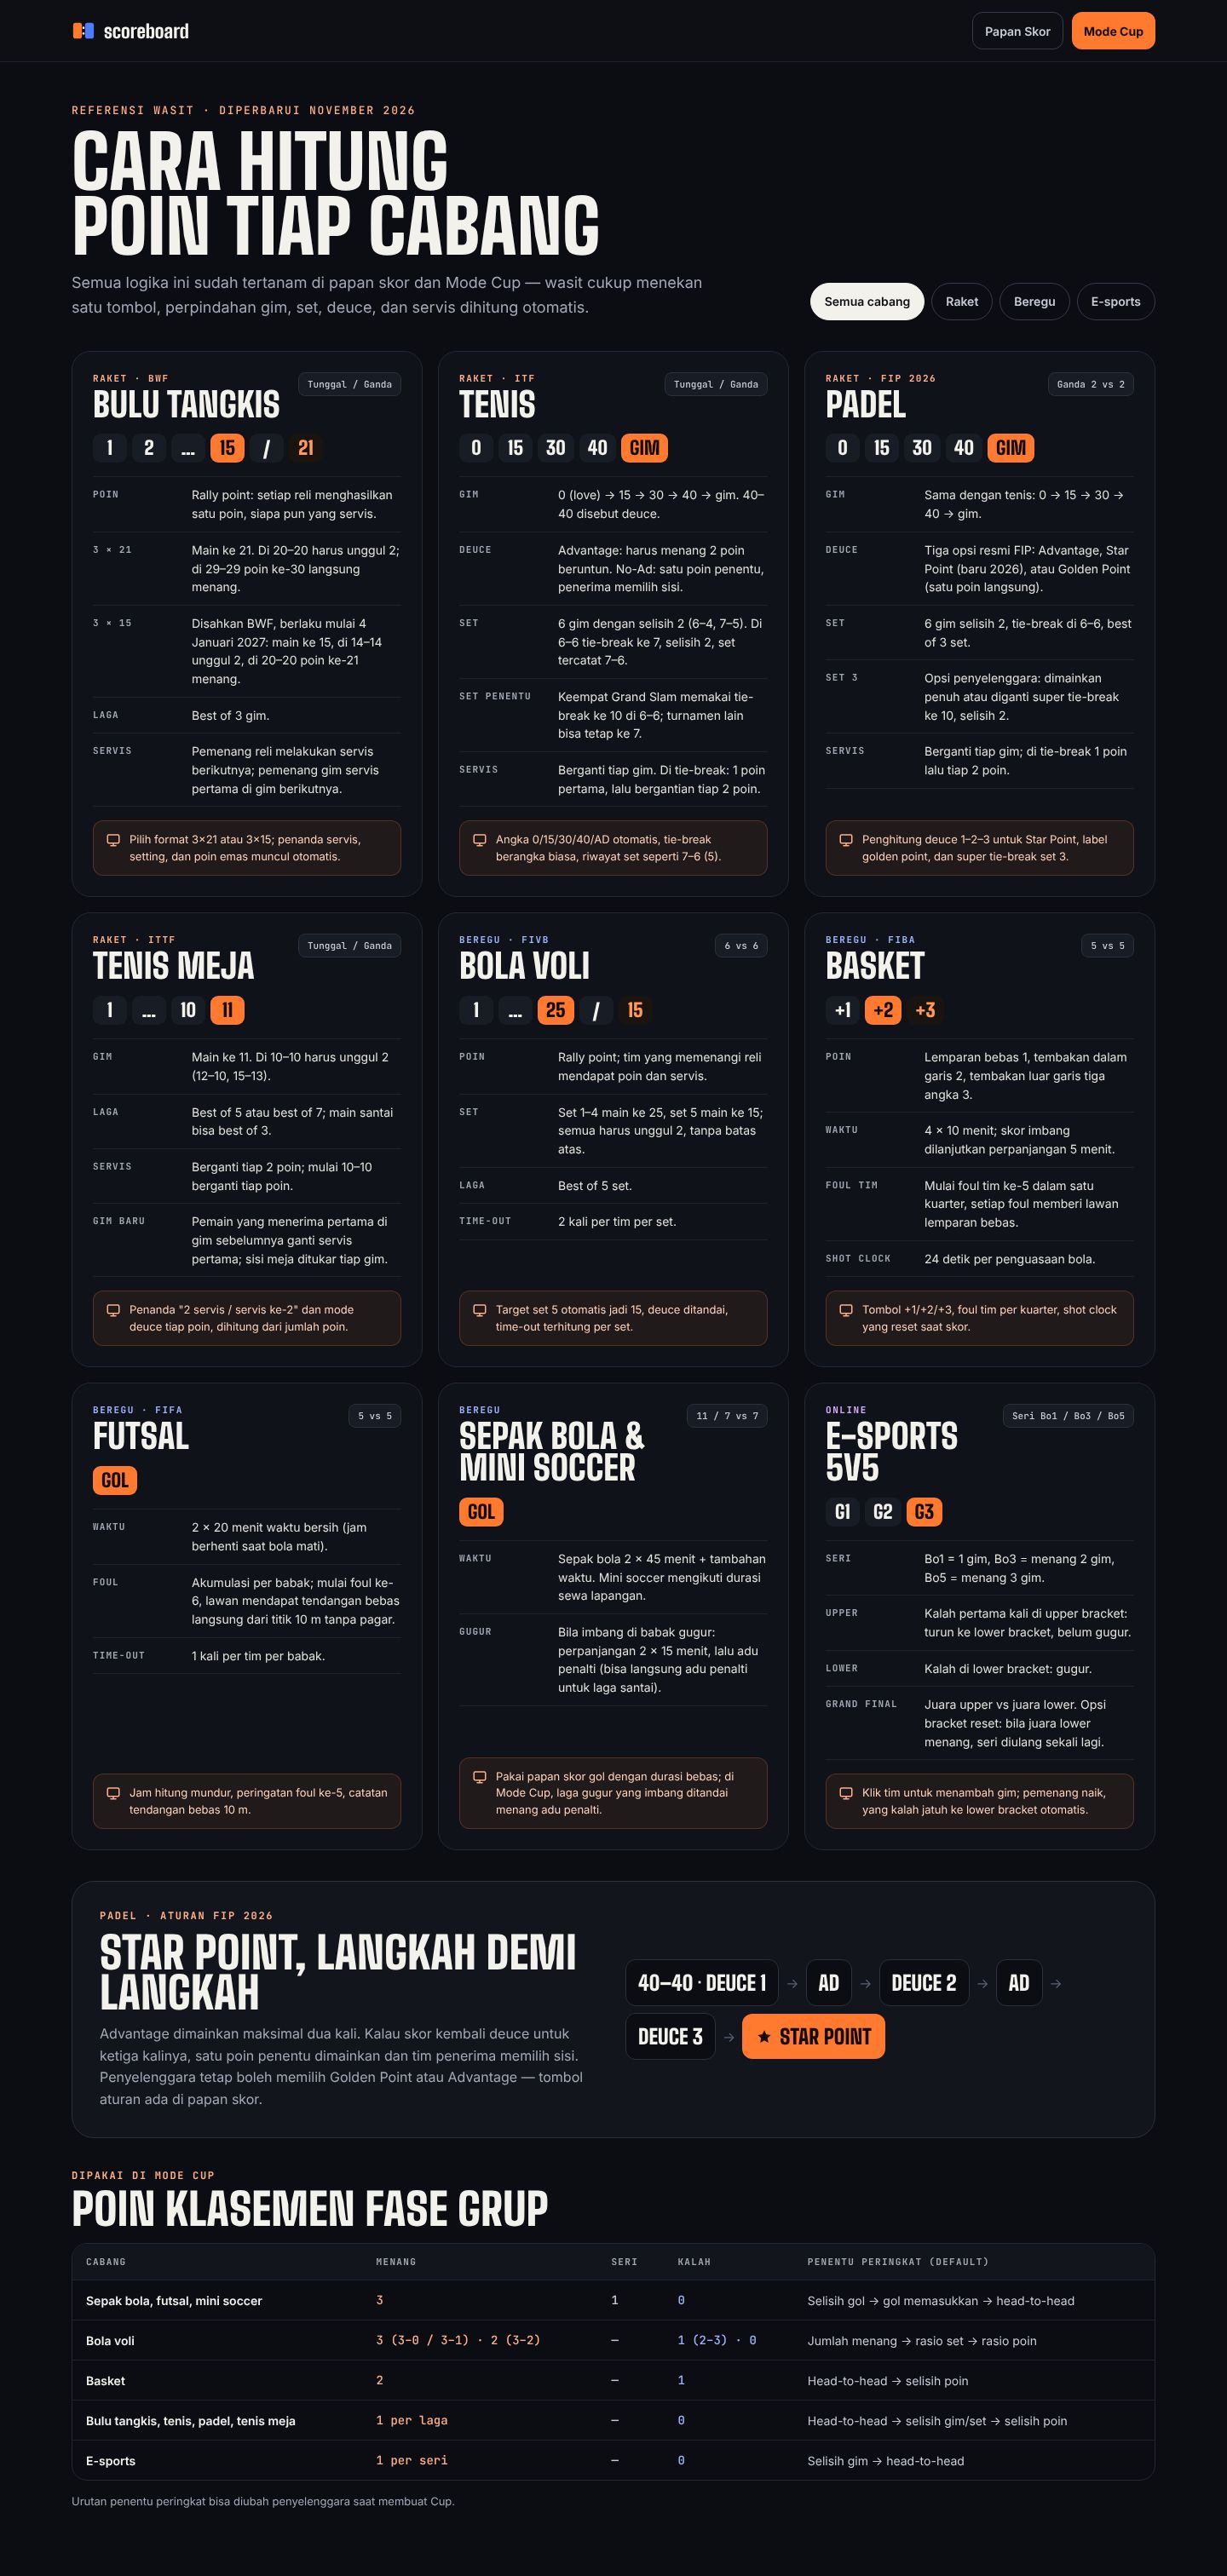 scoreboard
Papan Skor
Mode Cup
REFERENSI WASIT · DIPERBARUI NOVEMBER 2026
CARA HITUNG
POIN TIAP CABANG
Semua logika ini sudah tertanam di papan skor dan Mode Cup — wasit cukup menekan
satu tombol, perpindahan gim, set, deuce, dan servis dihitung otomatis.
Semua cabang
Raket
Beregu
E-sports
RAKET · BWF
BULU TANGKIS
Tunggal / Ganda
1 2 ... 15 / 21
POIN
Rally point: setiap reli menghasilkan
satu poin, siapa pun yang servis.
3 × 21
Main ke 21. Di 20–20 harus unggul 2;
di 29–29 poin ke-30 langsung
menang.
3 × 15
Disahkan BWF, berlaku mulai 4
Januari 2027: main ke 15, di 14–14
unggul 2, di 20–20 poin ke-21
menang.
LAGA
Best of 3 gim.
SERVIS
Pemenang reli melakukan servis
berikutnya; pemenang gim servis
pertama di gim berikutnya.
Pilih format 3×21 atau 3×15; penanda servis,
setting, dan poin emas muncul otomatis.
RAKET · ITF
TENIS
Tunggal / Ganda
0 15 30 40 GIM
GIM
0 (love) → 15 → 30 → 40 → gim. 40–
40 disebut deuce.
DEUCE
Advantage: harus menang 2 poin
beruntun. No-Ad: satu poin penentu,
penerima memilih sisi.
SET
6 gim dengan selisih 2 (6–4, 7–5). Di
6–6 tie-break ke 7, selisih 2, set
tercatat 7–6.
SET PENENTU
Keempat Grand Slam memakai tie-
break ke 10 di 6–6; turnamen lain
bisa tetap ke 7.
SERVIS
Berganti tiap gim. Di tie-break: 1 poin
pertama, lalu bergantian tiap 2 poin.
Angka 0/15/30/40/AD otomatis, tie-break
berangka biasa, riwayat set seperti 7–6 (5).
RAKET · FIP 2026
PADEL
Ganda 2 vs 2
0 15 30 40 GIM
GIM
Sama dengan tenis: 0 → 15 → 30 →
40 → gim.
DEUCE
Tiga opsi resmi FIP: Advantage, Star
Point (baru 2026), atau Golden Point
(satu poin langsung).
SET
6 gim selisih 2, tie-break di 6–6, best
of 3 set.
SET 3
Opsi penyelenggara: dimainkan
penuh atau diganti super tie-break
ke 10, selisih 2.
SERVIS
Berganti tiap gim; di tie-break 1 poin
lalu tiap 2 poin.
Penghitung deuce 1–2–3 untuk Star Point, label
golden point, dan super tie-break set 3.
RAKET · ITTF
TENIS MEJA
Tunggal / Ganda
1 ... 10 11
GIM
Main ke 11. Di 10–10 harus unggul 2
(12–10, 15–13).
LAGA
Best of 5 atau best of 7; main santai
bisa best of 3.
SERVIS
Berganti tiap 2 poin; mulai 10–10
berganti tiap poin.
GIM BARU
Pemain yang menerima pertama di
gim sebelumnya ganti servis
pertama; sisi meja ditukar tiap gim.
Penanda "2 servis / servis ke-2" dan mode
deuce tiap poin, dihitung dari jumlah poin.
BEREGU · FIVB
BOLA VOLI
6 vs 6
1 ... 25 / 15
POIN
Rally point; tim yang memenangi reli
mendapat poin dan servis.
SET
Set 1–4 main ke 25, set 5 main ke 15;
semua harus unggul 2, tanpa batas
atas.
LAGA
Best of 5 set.
TIME-OUT
2 kali per tim per set.
Target set 5 otomatis jadi 15, deuce ditandai,
time-out terhitung per set.
BEREGU · FIBA
BASKET
5 vs 5
+1 +2 +3
POIN
Lemparan bebas 1, tembakan dalam
garis 2, tembakan luar garis tiga
angka 3.
WAKTU
4 × 10 menit; skor imbang
dilanjutkan perpanjangan 5 menit.
FOUL TIM
Mulai foul tim ke-5 dalam satu
kuarter, setiap foul memberi lawan
lemparan bebas.
SHOT CLOCK
24 detik per penguasaan bola.
Tombol +1/+2/+3, foul tim per kuarter, shot clock
yang reset saat skor.
BEREGU · FIFA
FUTSAL
5 vs 5
GOL
WAKTU
2 × 20 menit waktu bersih (jam
berhenti saat bola mati).
FOUL
Akumulasi per babak; mulai foul ke-
6, lawan mendapat tendangan bebas
langsung dari titik 10 m tanpa pagar.
TIME-OUT
1 kali per tim per babak.
Jam hitung mundur, peringatan foul ke-5, catatan
tendangan bebas 10 m.
BEREGU
SEPAK BOLA &
MINI SOCCER
11 / 7 vs 7
GOL
WAKTU
Sepak bola 2 × 45 menit + tambahan
waktu. Mini soccer mengikuti durasi
sewa lapangan.
GUGUR
Bila imbang di babak gugur:
perpanjangan 2 × 15 menit, lalu adu
penalti (bisa langsung adu penalti
untuk laga santai).
Pakai papan skor gol dengan durasi bebas; di
Mode Cup, laga gugur yang imbang ditandai
menang adu penalti.
ONLINE
E-SPORTS
5V5
Seri Bo1 / Bo3 / Bo5
G1 G2 G3
SERI
Bo1 = 1 gim, Bo3 = menang 2 gim,
Bo5 = menang 3 gim.
UPPER
Kalah pertama kali di upper bracket:
turun ke lower bracket, belum gugur.
LOWER
Kalah di lower bracket: gugur.
GRAND FINAL
Juara upper vs juara lower. Opsi
bracket reset: bila juara lower
menang, seri diulang sekali lagi.
Klik tim untuk menambah gim; pemenang naik,
yang kalah jatuh ke lower bracket otomatis.
PADEL · ATURAN FIP 2026
STAR POINT, LANGKAH DEMI
LANGKAH
Advantage dimainkan maksimal dua kali. Kalau skor kembali deuce untuk
ketiga kalinya, satu poin penentu dimainkan dan tim penerima memilih sisi.
Penyelenggara tetap boleh memilih Golden Point atau Advantage — tombol
aturan ada di papan skor.
40–40 · DEUCE 1 → AD → DEUCE 2 → AD →
DEUCE 3 → ★ STAR POINT
DIPAKAI DI MODE CUP
POIN KLASEMEN FASE GRUP
CABANG MENANG SERI KALAH PENENTU PERINGKAT (DEFAULT)
Sepak bola, futsal, mini soccer 3 1 0 Selisih gol → gol memasukkan → head-to-head
Bola voli 3 (3–0 / 3–1) · 2 (3–2) — 1 (2–3) · 0 Jumlah menang → rasio set → rasio poin
Basket 2 — 1 Head-to-head → selisih poin
Bulu tangkis, tenis, padel, tenis meja 1 per laga — 0 Head-to-head → selisih gim/set → selisih poin
E-sports 1 per seri — 0 Selisih gim → head-to-head
Urutan penentu peringkat bisa diubah penyelenggara saat membuat Cup.